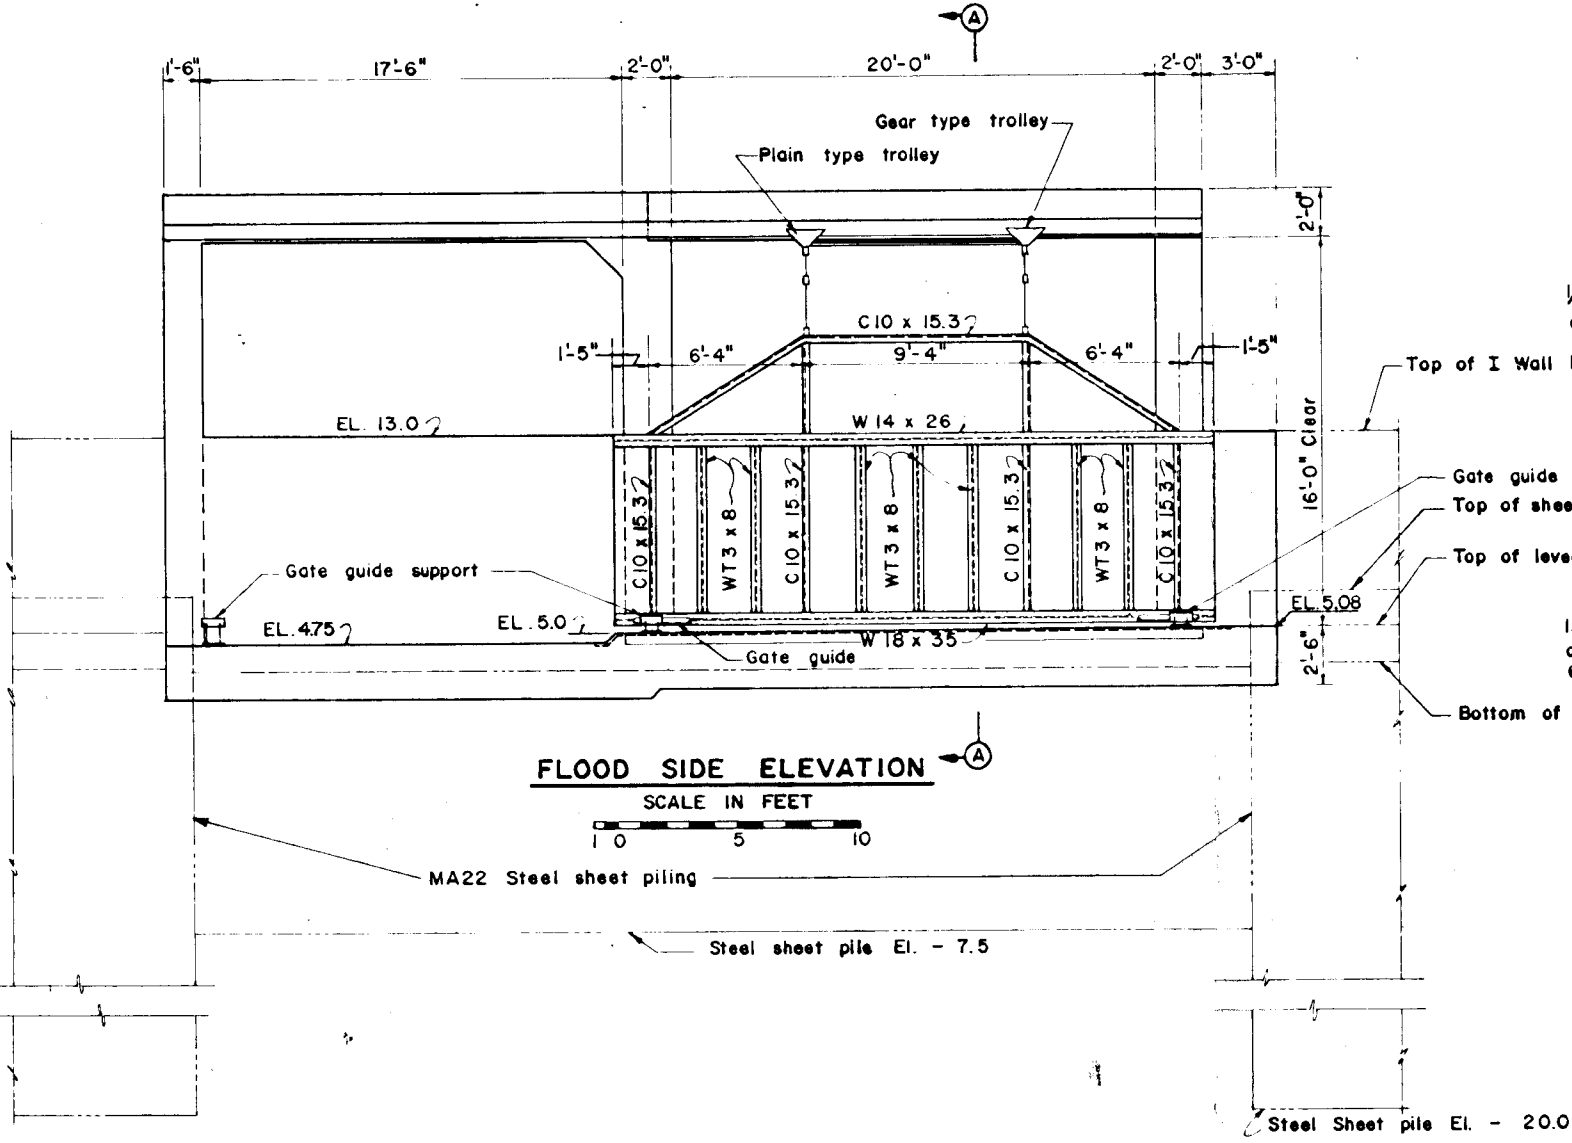 A
1'-6" 17'-6" 2'-0" 20'-0" 2'-0" 3'-0"
Gear type trolley
Plain type trolley
2'-0"
C10 x 15.3
1'-5" 6'-4" 9'-4" 6'-4" 1'-5"
Top of I Wall
EL. 13.0
W 14 x 26
16'-0" Clear
Gate guide
Top of
C10 x 15.3
WT3 x 8
C10 x 15.3
WT3 x 8
C10 x 15.3
WT3 x 8
C10 x 15.3
Top of
Gate guide support
EL. 5.08
EL. 4.75
EL. 5.0
W 18 x 35
Gate guide
2'-6"
Bottom of
A
FLOOD SIDE ELEVATION
SCALE IN FEET
1 0 5 10
MA22 Steel sheet piling
Steel sheet pile El. - 7.5
Steel Sheet pile El. - 20.0